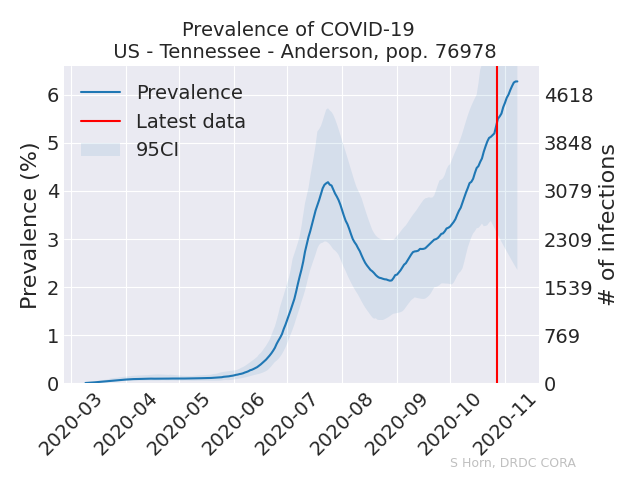 Prevalence of COVID-19
US - Tennessee - Anderson, pop. 76978
Prevalence
Latest data
95CI
Prevalence (%)
6
5
4
3
2
1
0
4618
3848
3079
2309
1539
769
0
# of infections
2020-03
2020-04
2020-05
2020-06
2020-07
2020-08
2020-09
2020-10
2020-11
S Horn, DRDC CORA